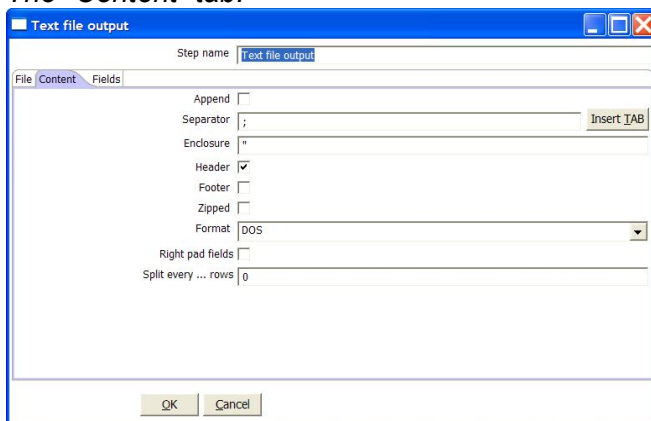 The "Content" tab:
Text file output
Step name Text file output
File Content Fields
Append
Separator ; Insert TAB
Enclosure "
Header
Footer
Zipped
Format DOS
Right pad fields
Split every ... rows 0
OK Cancel